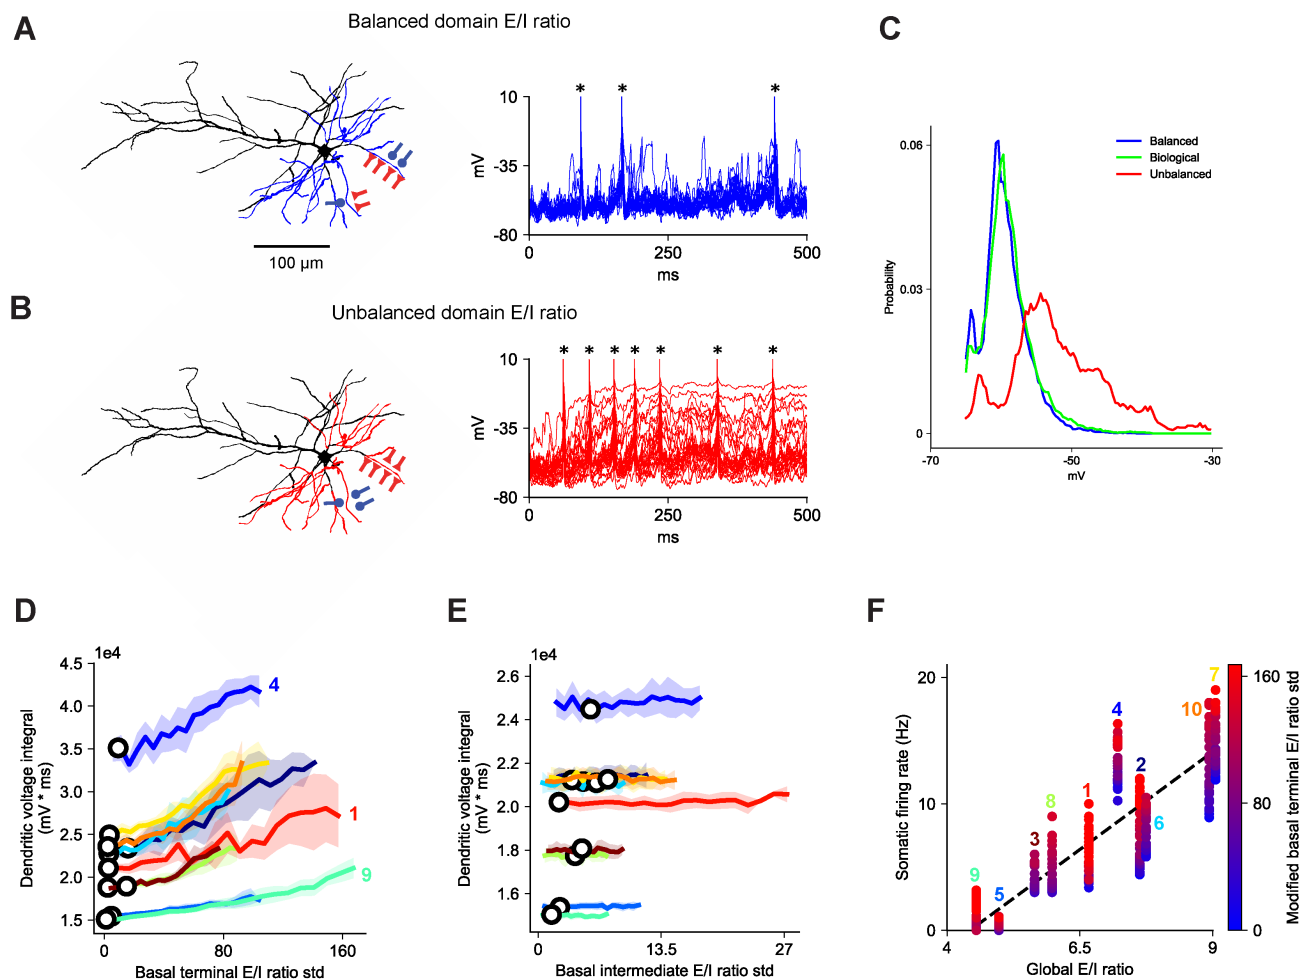 A
Balanced domain E/I ratio
100 µm
10
-35
-80
mV
* * *
0 250 500
ms
B
Unbalanced domain E/I ratio
10
-35
-80
mV
* * * * * * *
0 250 500
ms
C
Balanced
Biological
Unbalanced
0.06
0.03
0
Probability
-70 -50 -30
mV
D
1e4
4.5
4.0
3.5
3.0
2.5
2.0
1.5
Dendritic voltage integral
(mV * ms)
4
1
9
0 80 160
Basal terminal E/I ratio std
E
1e4
2.6
2.4
2.2
2.0
1.8
1.6
Dendritic voltage integral
(mV * ms)
0 13.5 27
Basal intermediate E/I ratio std
F
20
10
0
Somatic firing rate (Hz)
9
5
3
8
1
4
2
6
10
7
4 6.5 9
Global E/I ratio
160
80
0
Modified basal terminal E/I ratio std